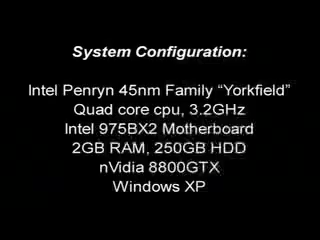 System Configuration:
Intel Penryn 45nm Family “Yorkfield”
Quad core cpu, 3.2GHz
Intel 975BX2 Motherboard
2GB RAM, 250GB HDD
nVidia 8800GTX
Windows XP